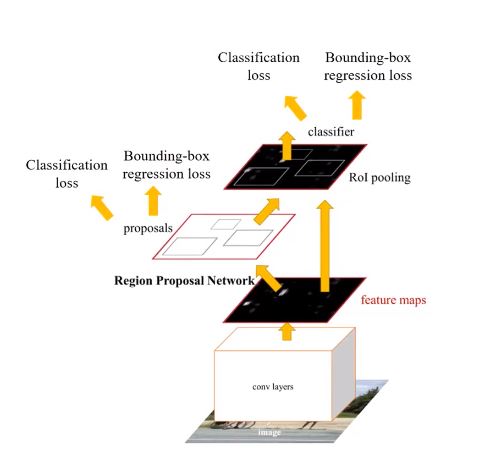 Classification
loss
Bounding-box
regression loss
classifier
Classification
loss
Bounding-box
regression loss
RoI pooling
proposals
Region Proposal Network
feature maps
conv layers
image